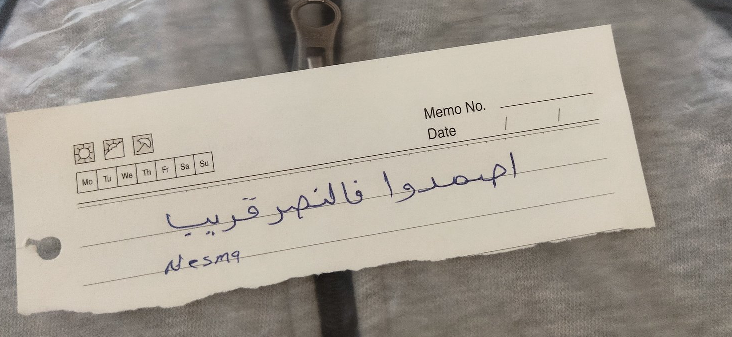 Memo No.
Date / /
Mo Tu We Th Fr Sa Su
اصمدوا فالنصر قريب
Nesma